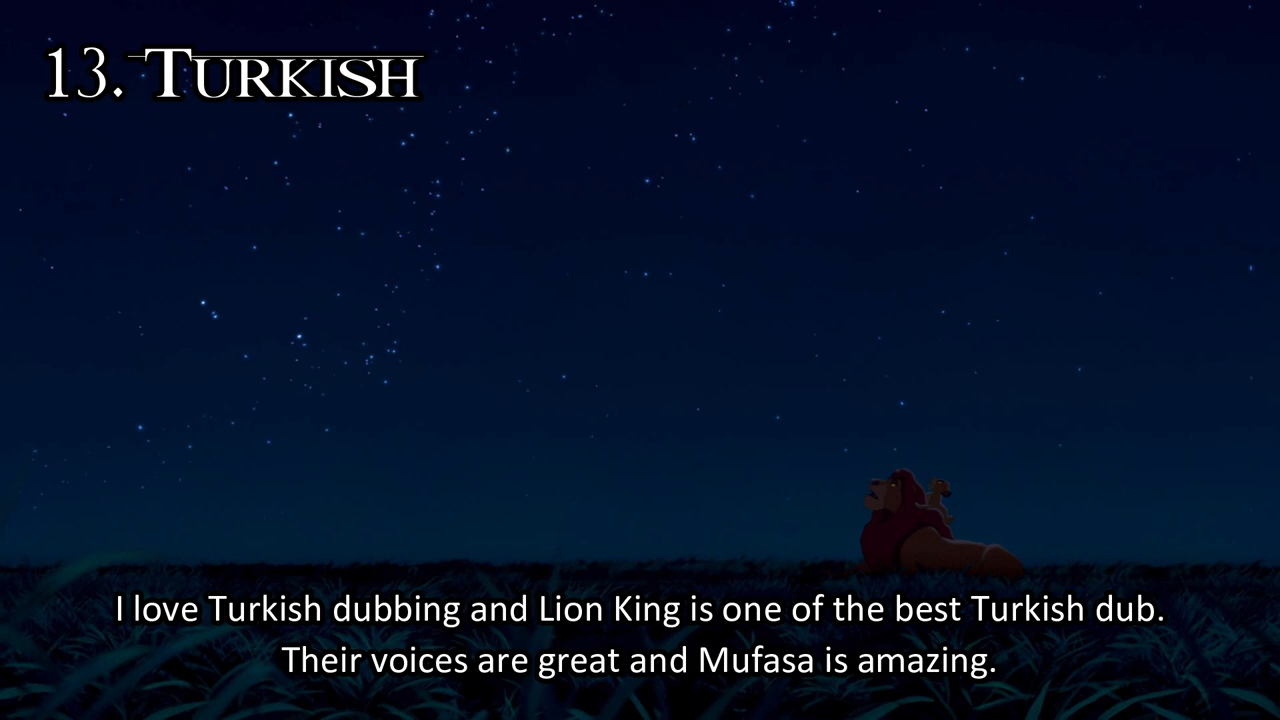 13. Turkish
I love Turkish dubbing and Lion King is one of the best Turkish dub.
Their voices are great and Mufasa is amazing.